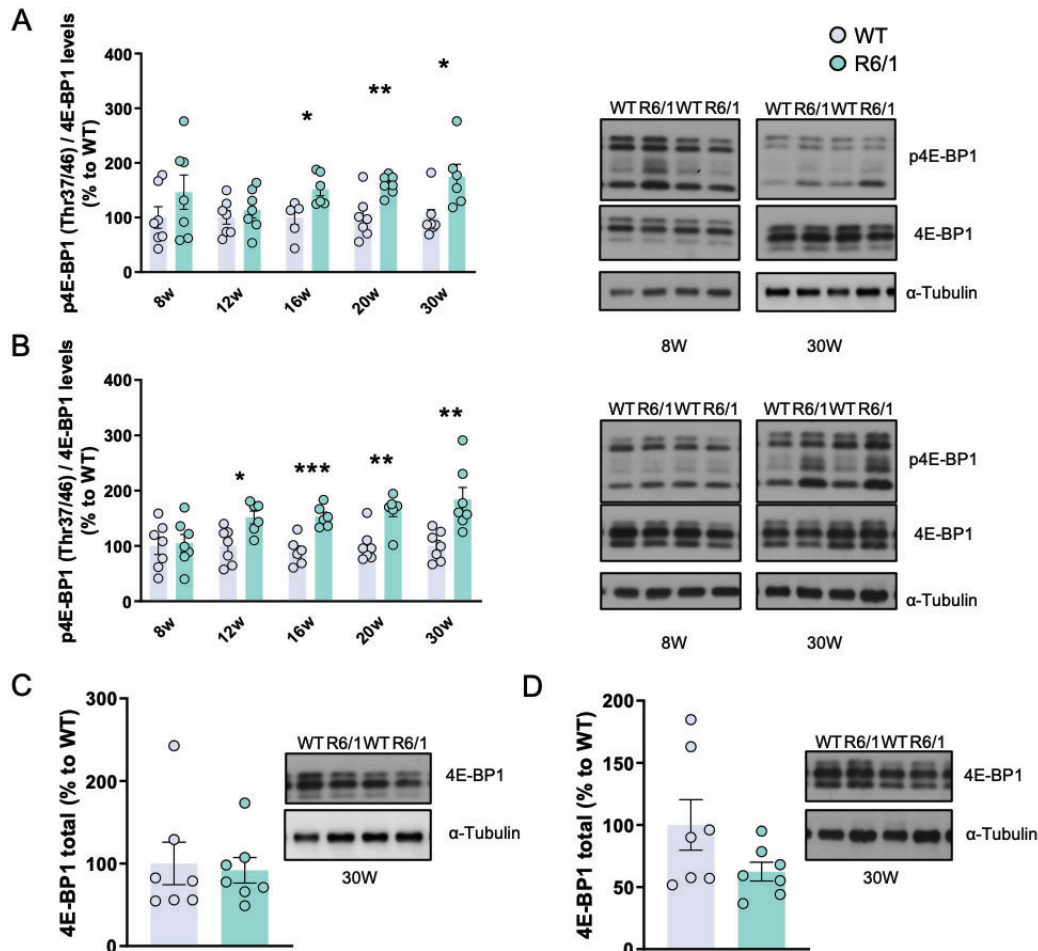 A
p4E-BP1 (Thr37/46) / 4E-BP1 levels
(% to WT)
400
300
200
100
0
*
**
*
8w
12w
16w
20w
30w
WT
R6/1
WT R6/1 WT R6/1
WT R6/1 WT R6/1
p4E-BP1
4E-BP1
α-Tubulin
8W
30W
B
p4E-BP1 (Thr37/46) / 4E-BP1 levels
(% to WT)
400
300
200
100
0
*
***
**
**
8w
12w
16w
20w
30w
WT R6/1 WT R6/1
WT R6/1 WT R6/1
p4E-BP1
4E-BP1
α-Tubulin
8W
30W
C
4E-BP1 total (% to WT)
300
200
100
0
WT R6/1 WT R6/1
4E-BP1
α-Tubulin
30W
D
4E-BP1 total (% to WT)
200
150
100
50
0
WT R6/1 WT R6/1
4E-BP1
α-Tubulin
30W